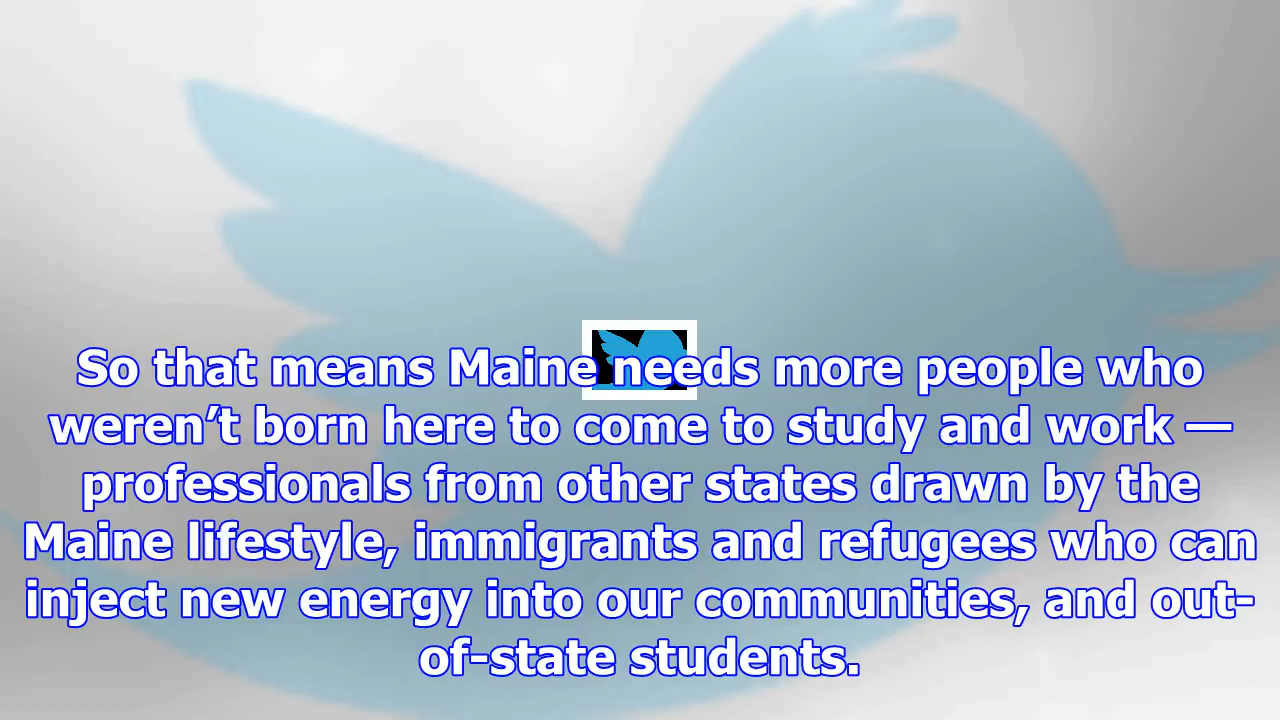 So that means Maine needs more people who
weren’t born here to come to study and work —
professionals from other states drawn by the
Maine lifestyle, immigrants and refugees who can
inject new energy into our communities, and out-
of-state students.